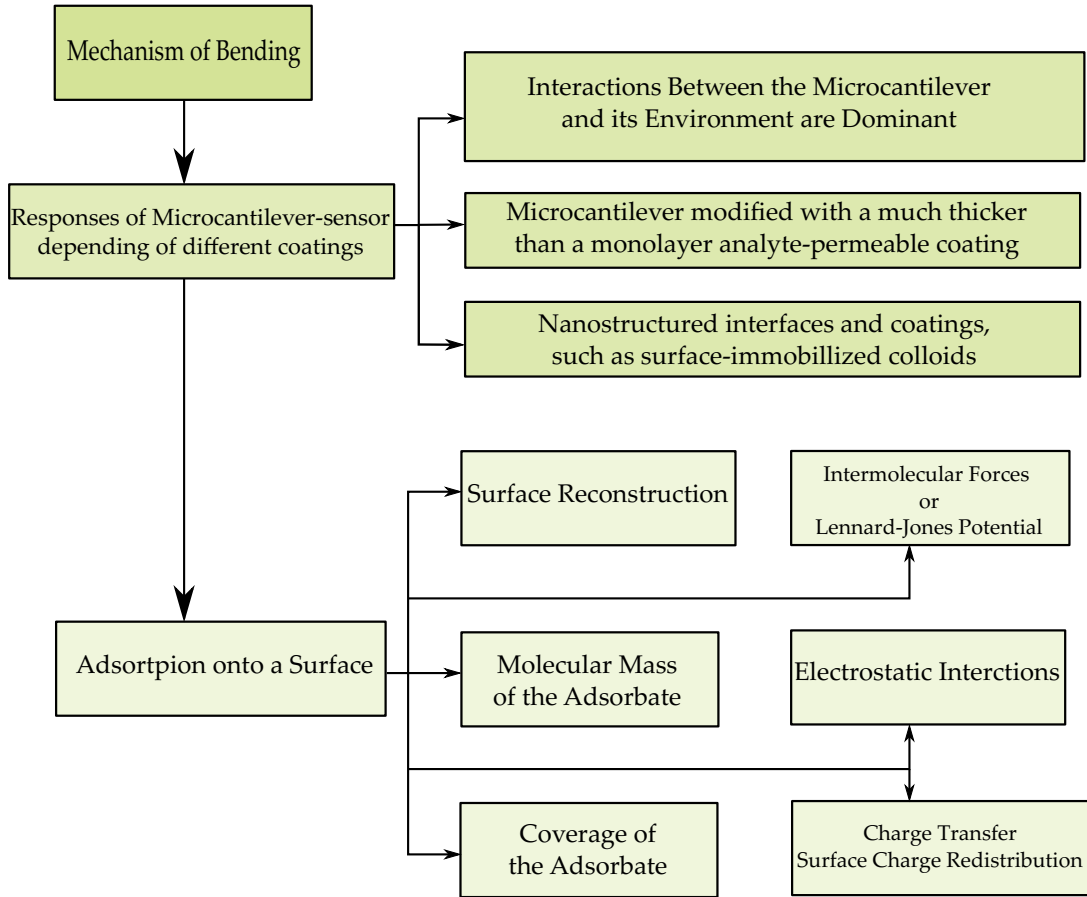 Mechanism of Bending
Interactions Between the Microcantilever
and its Environment are Dominant
Responses of Microcantilever-sensor
depending of different coatings
Microcantilever modified with a much thicker
than a monolayer analyte-permeable coating
Nanostructured interfaces and coatings,
such as surface-immobillized colloids
Surface Reconstruction
Intermolecular Forces
or
Lennard-Jones Potential
Adsortpion onto a Surface
Molecular Mass
of the Adsorbate
Electrostatic Interctions
Coverage of
the Adsorbate
Charge Transfer
Surface Charge Redistribution